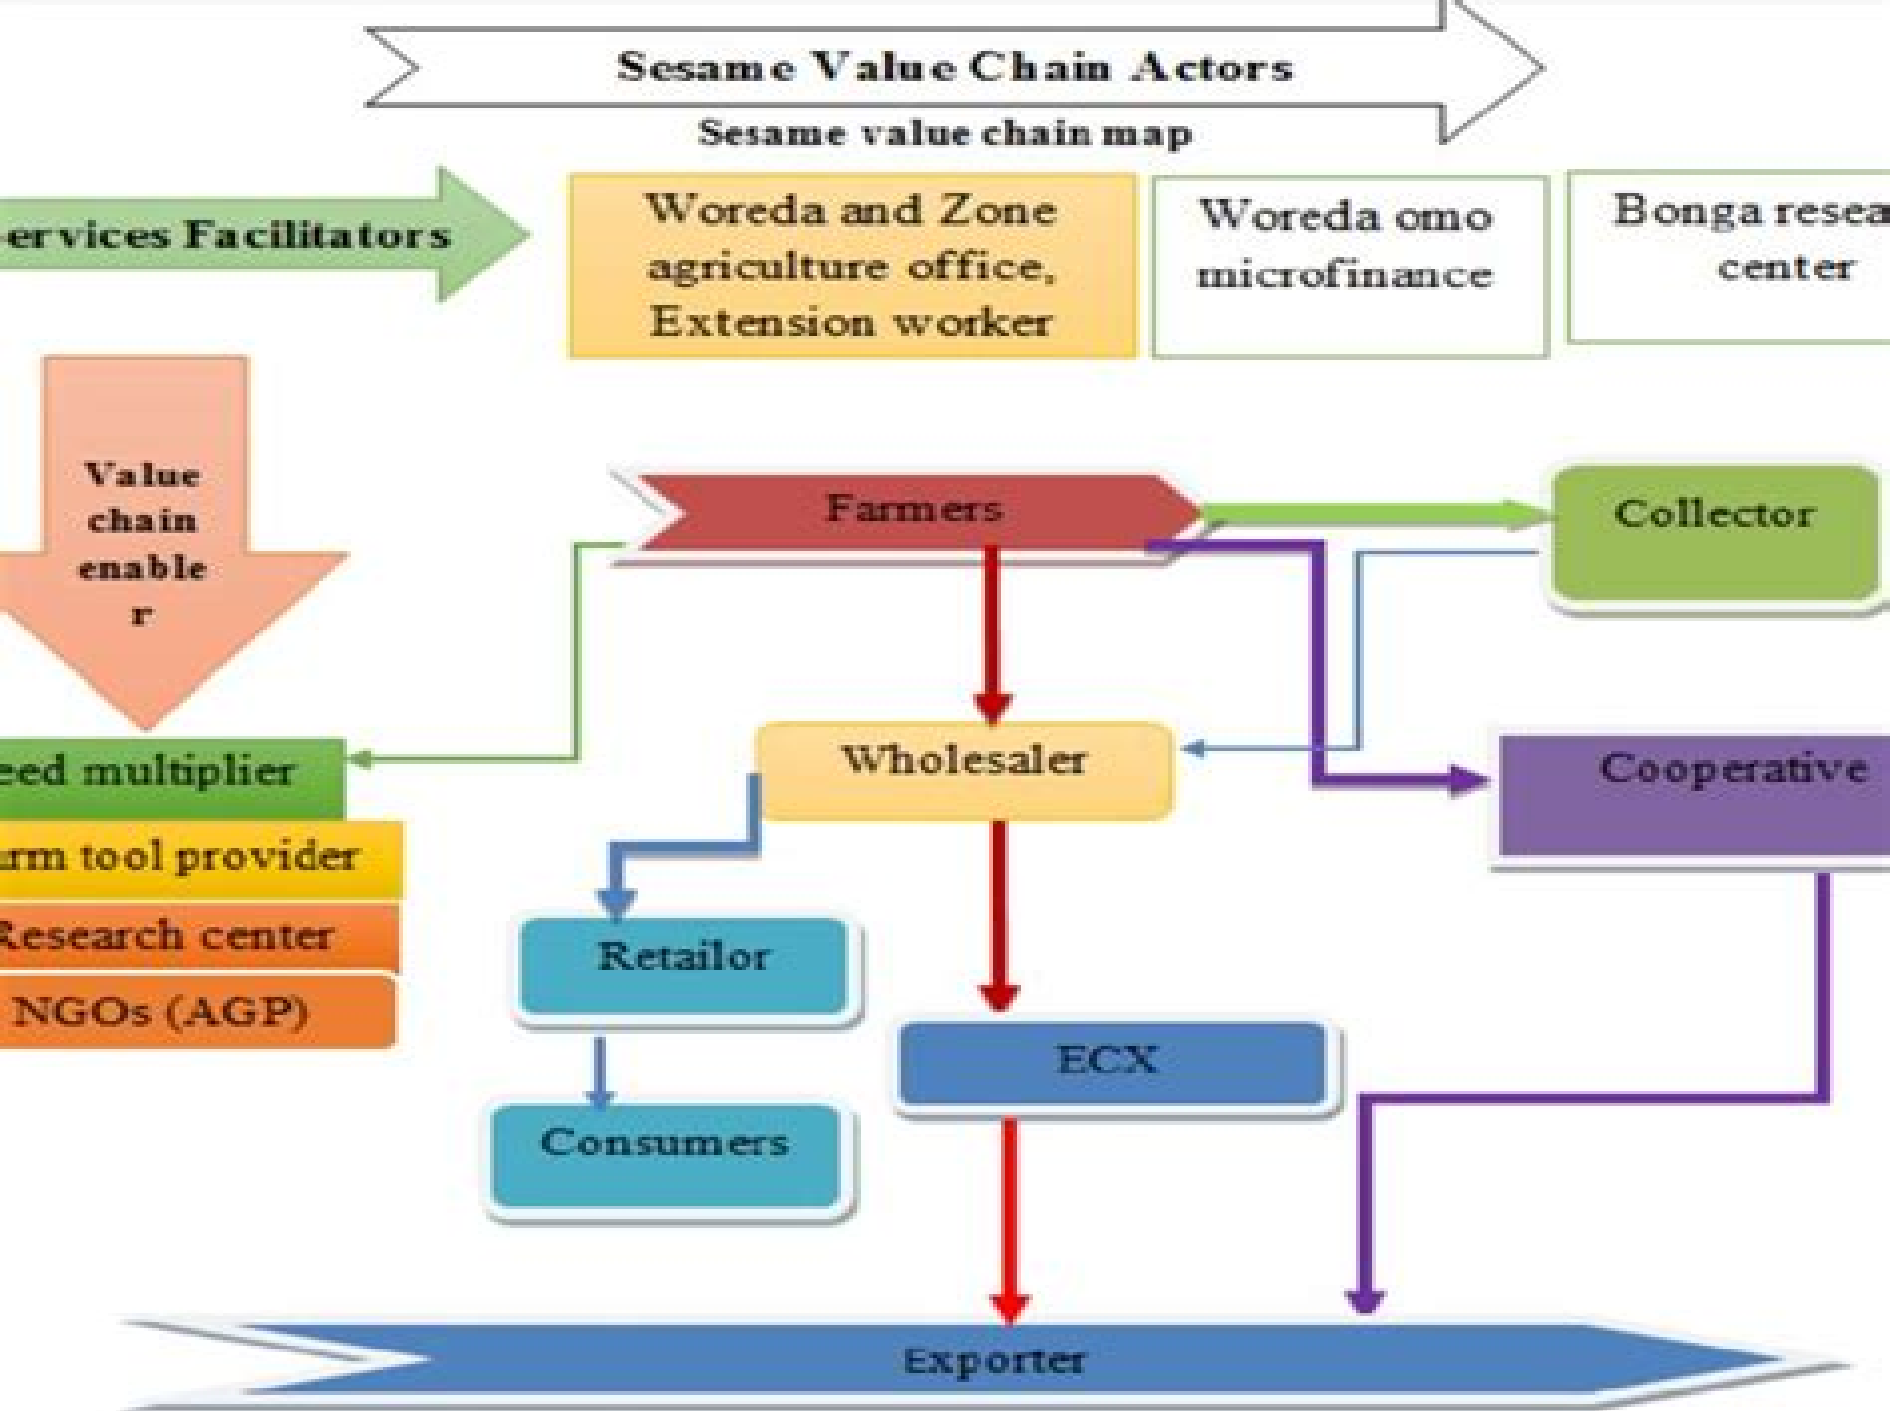 Sesame Value Chain Actors
Sesame value chain map
ervices Facilitators
Woreda and Zone
agriculture office,
Extension worker
Woreda omo
microfinance
Bonga resea
center
Value
chain
enable
r
Farmers
Collector
eed multiplier
Wholesaler
Cooperative
rm tool provider
Research center
NGOs (AGP)
Retailor
ECX
Consumers
Exporter